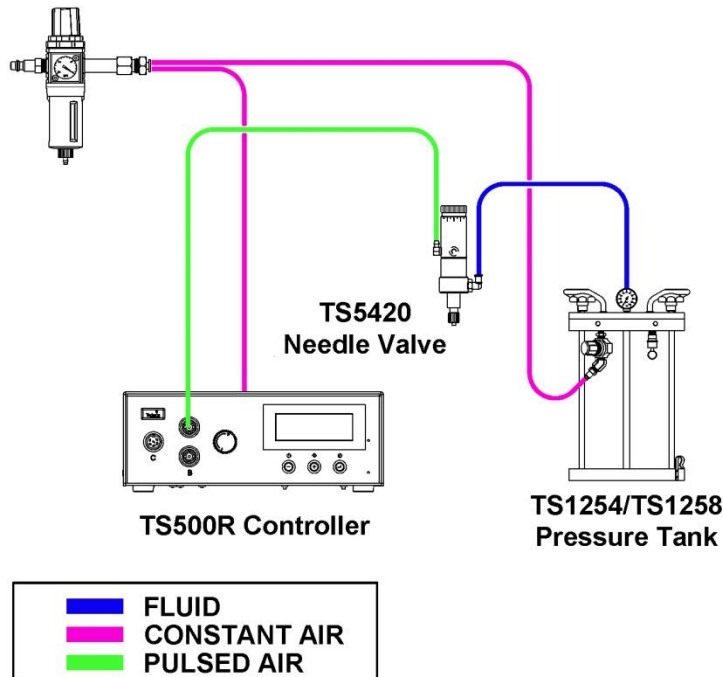 TS5420
Needle Valve
C
B
TS500R Controller
TS1254/TS1258
Pressure Tank
FLUID
CONSTANT AIR
PULSED AIR